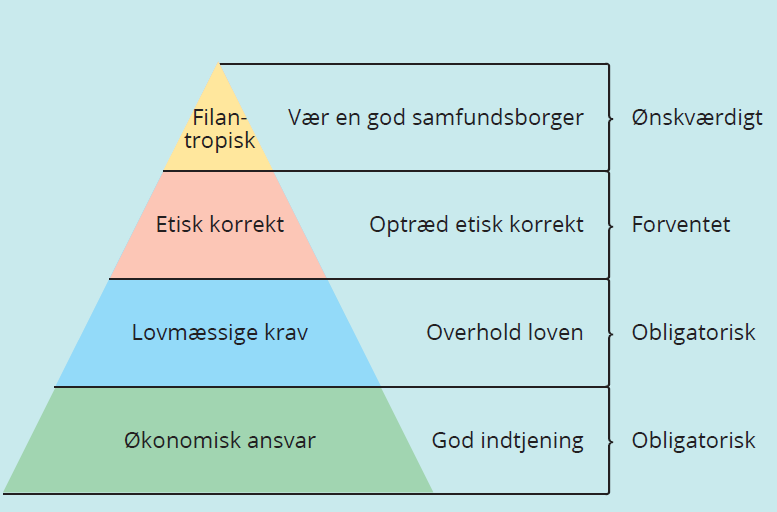 Filan-
tropisk
Vær en god samfundsborger
Ønskværdigt
Etisk korrekt
Optræd etisk korrekt
Forventet
Lovmæssige krav
Overhold loven
Obligatorisk
Økonomisk ansvar
God indtjening
Obligatorisk